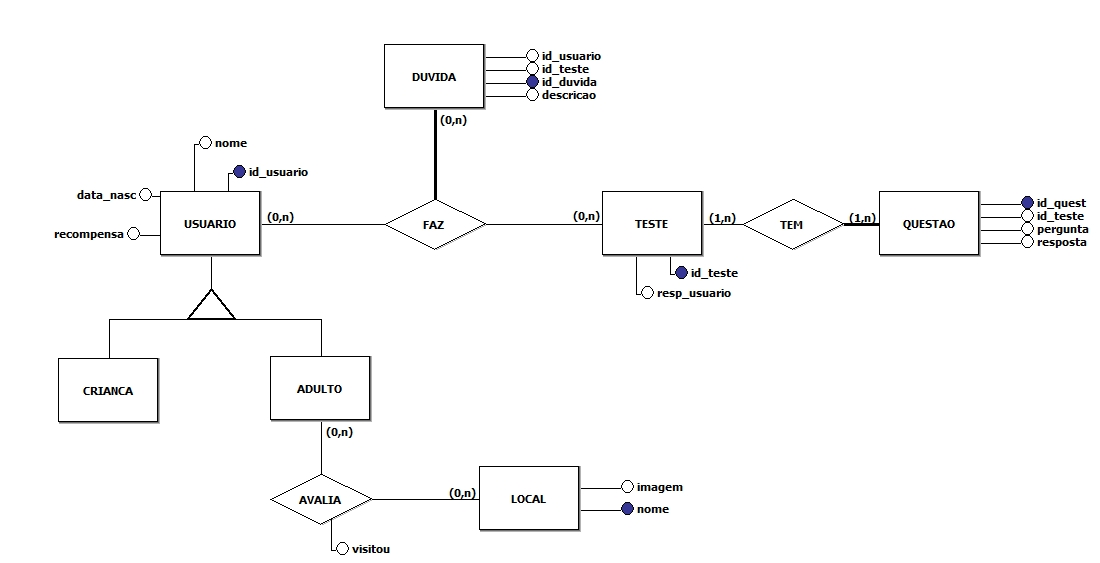 DUVIDA
id_usuario
id_teste
id_duvida
descricao
(0,n)
nome
id_usuario
data_nasc
recompensa
USUARIO
(0,n)
FAZ
(0,n)
TESTE
(1,n)
TEM
(1,n)
QUESTAO
id_quest
id_teste
pergunta
resposta
id_teste
resp_usuario
CRIANCA
ADULTO
(0,n)
AVALIA
(0,n)
LOCAL
imagem
nome
visitou